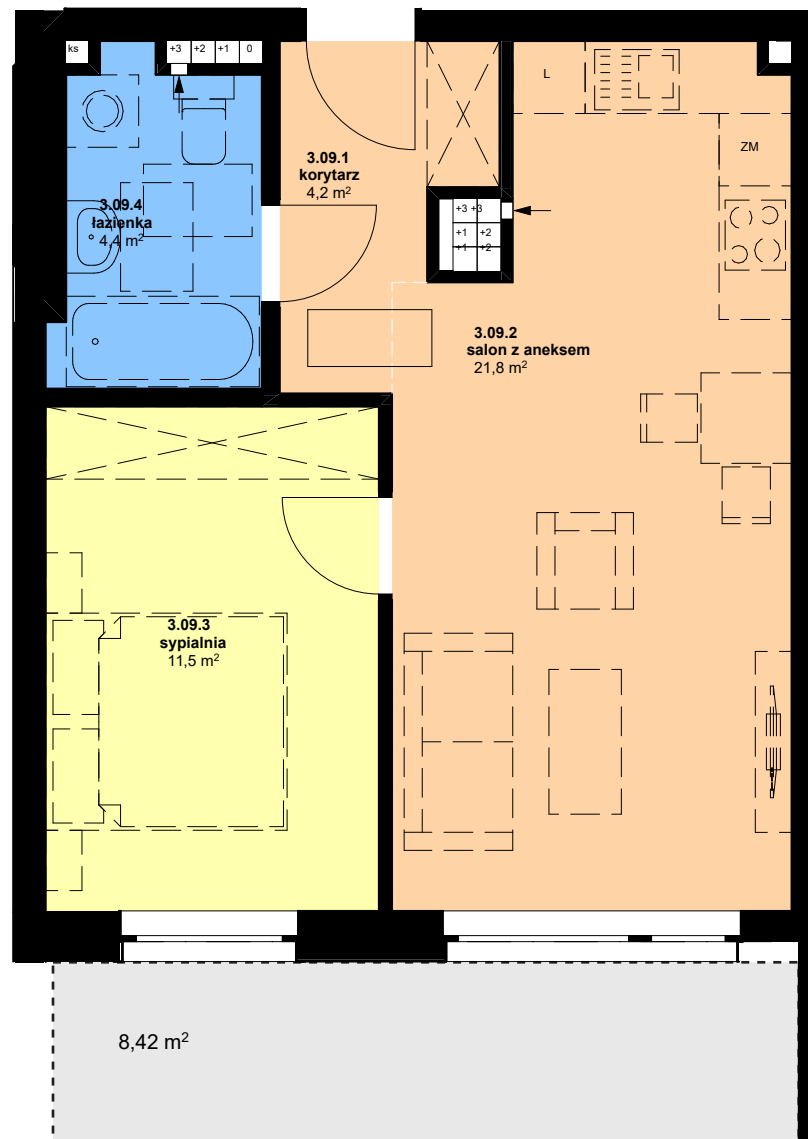 ks
+3 +2 +1 0
L
ZM
3.09.1
korytarz
4,2 m²
3.09.4
łazienka
4,4 m²
+3 +3
+1 +2
+1 +2
3.09.2
salon z aneksem
21,8 m²
3.09.3
sypialnia
11,5 m²
8,42 m²